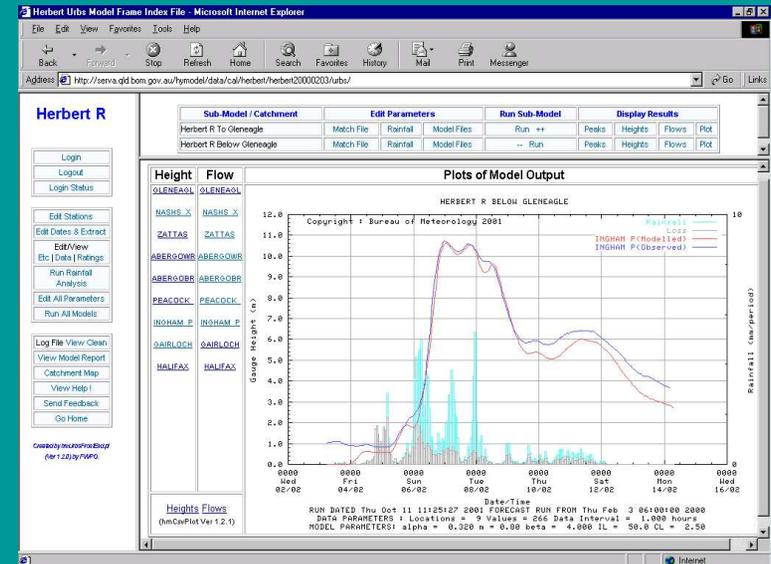 Herbert Urbs Model Frame Index File - Microsoft Internet Explorer
File Edit View Favorites Tools Help
Back Forward Stop Refresh Home Search Favorites History Mail Print Messenger
Address http://serva.qld.bom.gov.au/hymodel/data/cal/herbert/herbert20000203/urbs/ Go Links
Herbert R
Login
Logout
Login Status
Edit Stations
Edit Dates & Extract
Edit/View
Etc | Data | Ratings
Run Rainfall
Analysis
Edit All Parameters
Run All Models
Log File View Clean
View Model Report
Catchment Map
View Help !
Send Feedback
Go Home
(Ver 1.2.0) by FWPO.
Sub-Model / Catchment Edit Parameters Run Sub-Model Display Results
Herbert R To Gleneagle Match File Rainfall Model Files Run ++ Peaks Heights Flows Plot
Herbert R Below Gleneagle Match File Rainfall Model Files -- Run Peaks Heights Flows Plot
Height Flow Plots of Model Output
GLENEAGL GLENEAGL
NASHS X NASHS X
ZATTAS ZATTAS
ABERGOWR ABERGOWR
ABERGOBR ABERGOBR
PEACOCK PEACOCK
INGHAM P INGHAM P
GAIRLOCH GAIRLOCH
HALIFAX HALIFAX
Heights Flows
(hmCsvPlot Ver 1.2.1)
HERBERT R BELOW GLENEAGLE
Copyright : Bureau of Meteorology 2001
Rainfall
Loss
INGHAM P(Modelled)
INGHAM P(Observed)
12.0
11.0
10.0
9.0
8.0
7.0
6.0
5.0
4.0
3.0
2.0
1.0
0.0
Gauge Height (m)
10
0
Rainfall (mm/period)
0000 0000 0000 0000 0000 0000 0000 0000
Wed Fri Sun Tue Thu Sat Mon Wed
02/02 04/02 06/02 08/02 10/02 12/02 14/02 16/02
Date/Time
RUN DATED Thu Oct 11 11:25:27 2001 FORECAST RUN FROM Thu Feb 3 06:00:00 2000
DATA PARAMETERS : Locations = 9 Values = 266 Data Interval = 1.000 hours
MODEL PARAMETERS: alpha = 0.320 m = 0.80 beta = 4.000 IL = 50.0 CL = 2.50
Internet